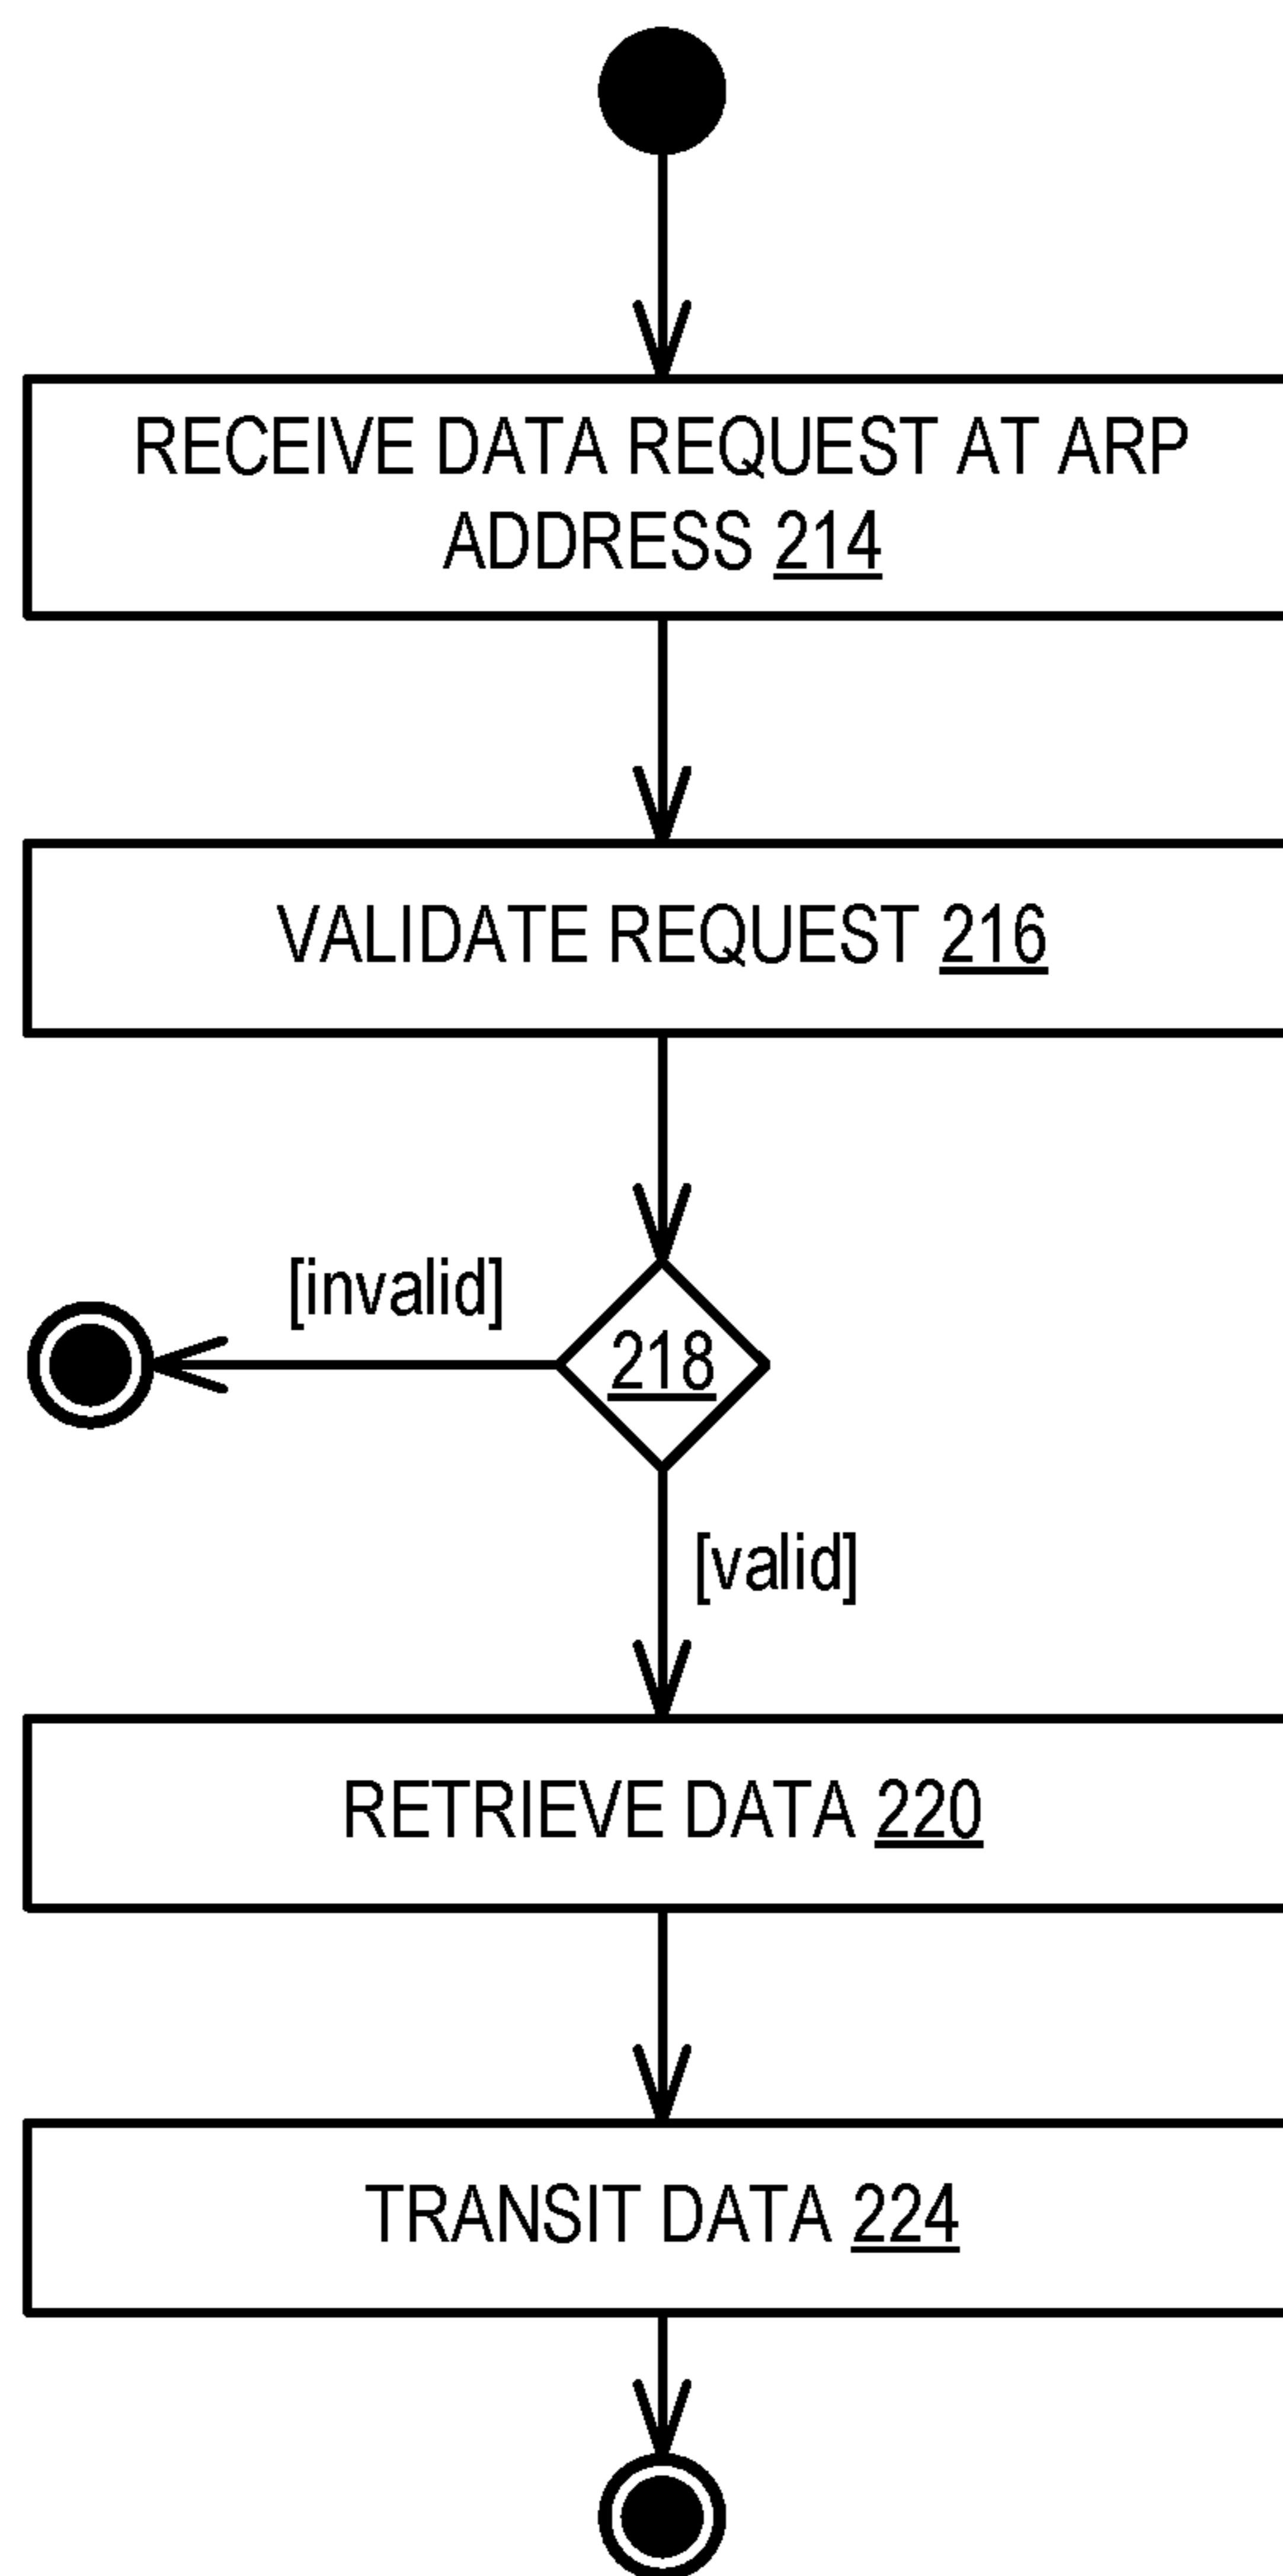 RECEIVE DATA REQUEST AT ARP
ADDRESS 214
VALIDATE REQUEST 216
[invalid]
218
[valid]
RETRIEVE DATA 220
TRANSIT DATA 224